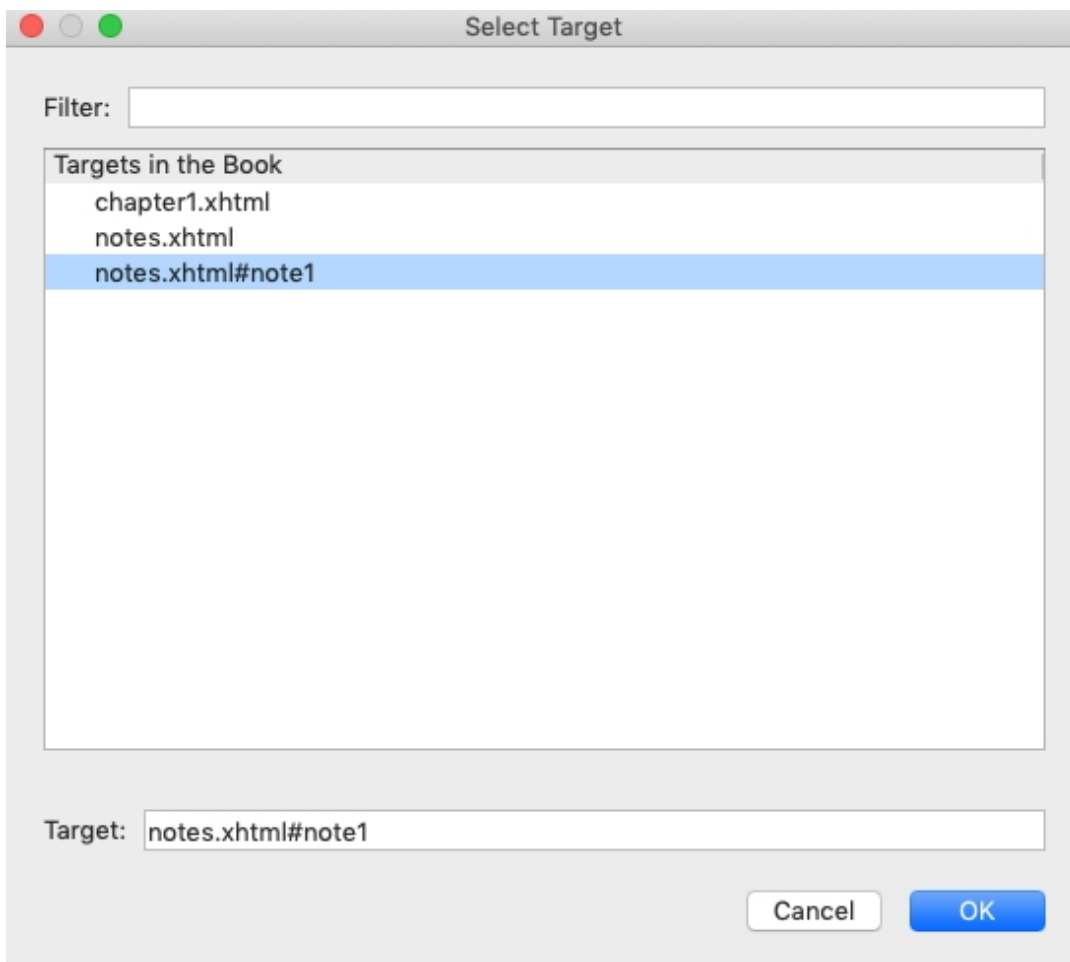 Select Target
Filter:
Targets in the Book
chapter1.xhtml
notes.xhtml
notes.xhtml#note1
Target: notes.xhtml#note1
Cancel OK